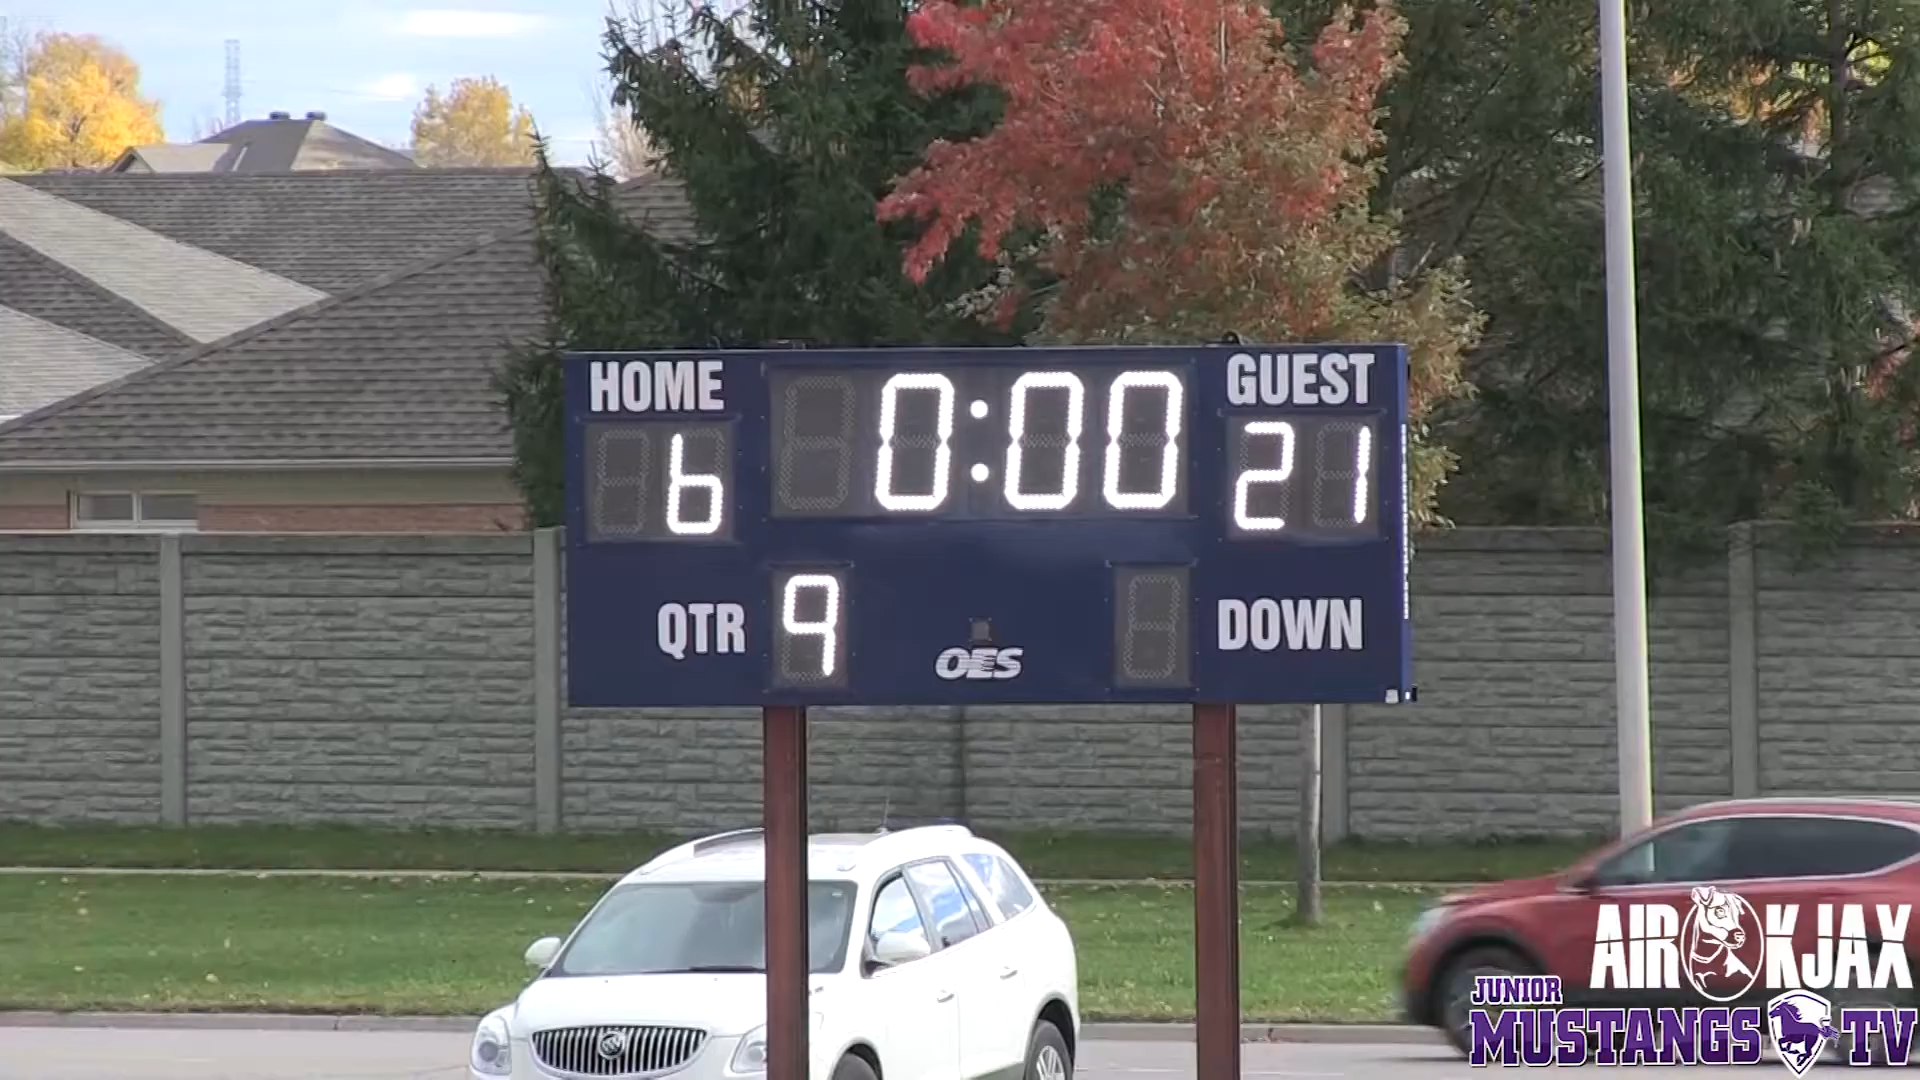 HOME 0:00 GUEST
6 21
QTR 9 DOWN
OES
AIR KJAX
JUNIOR
MUSTANGS TV